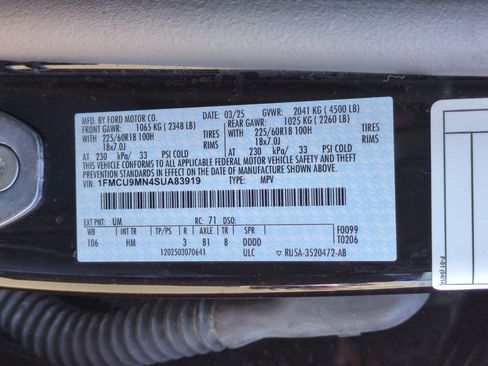 MFD. BY FORD MOTOR CO. 03/25 GVWR: 2041 KG ( 4500 LB)
FRONT GAWR: 1065 KG ( 2348 LB) REAR GAWR: 1025 KG ( 2260 LB)
225/60R18 100H TIRES 225/60R18 100H TIRES
18x7.0J RIMS 18x7.0J RIMS
AT 230 kPa/ 33 PSI COLD AT 230 kPa/ 33 PSI COLD
THIS VEHICLE CONFORMS TO ALL APPLICABLE FEDERAL MOTOR VEHICLE SAFETY AND THEFT
PREVENTION STANDARDS IN EFFECT ON THE DATE OF MANUFACTURE SHOWN ABOVE.
VIN: 1FMCU9MN4SUA83919 TYPE: MPV
EXT PNT: UM RC: 71 DSO: F0099
WB INT TR TP/PS R AXLE TR SPR T0206
106 HM 3 81 8 DDDD
1202503070641 ULC ▽ RU5A-3520472-AB